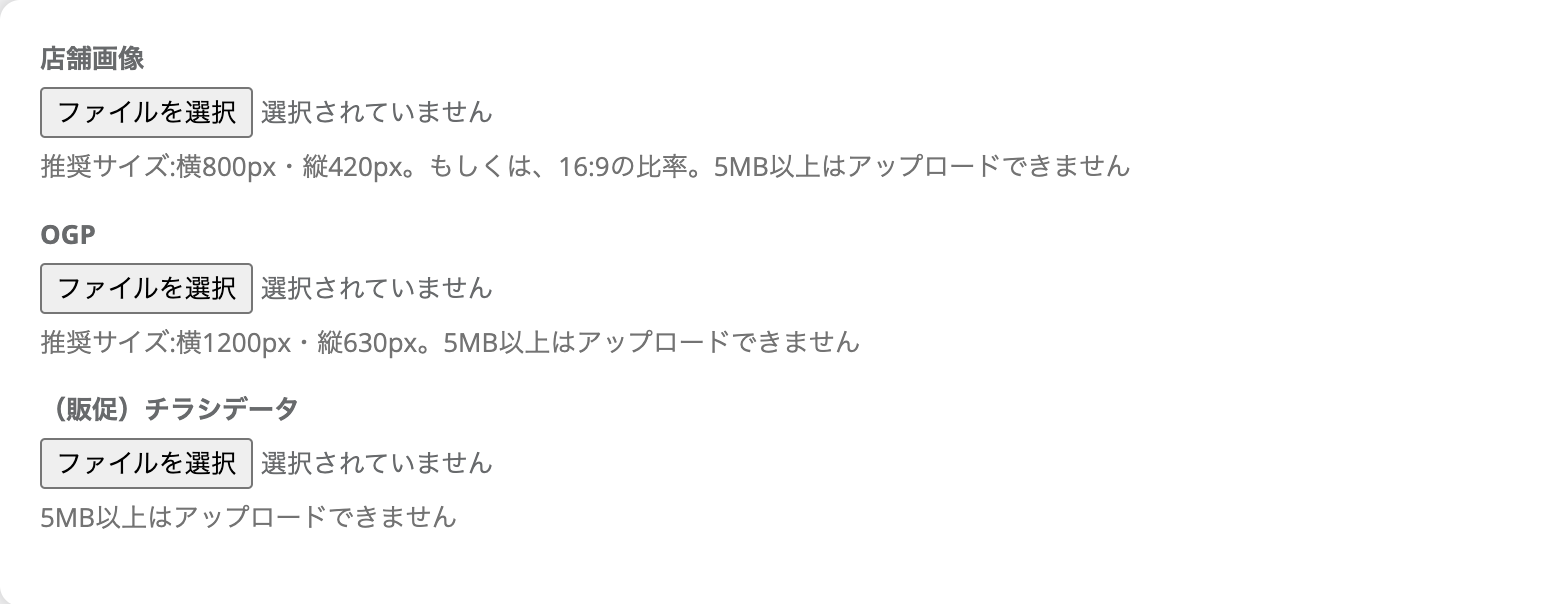 店舗画像
ファイルを選択 選択されていません
推奨サイズ:横800px・縦420px。もしくは、16:9の比率。5MB以上はアップロードできません
OGP
ファイルを選択 選択されていません
推奨サイズ:横1200px・縦630px。5MB以上はアップロードできません
（販促）チラシデータ
ファイルを選択 選択されていません
5MB以上はアップロードできません